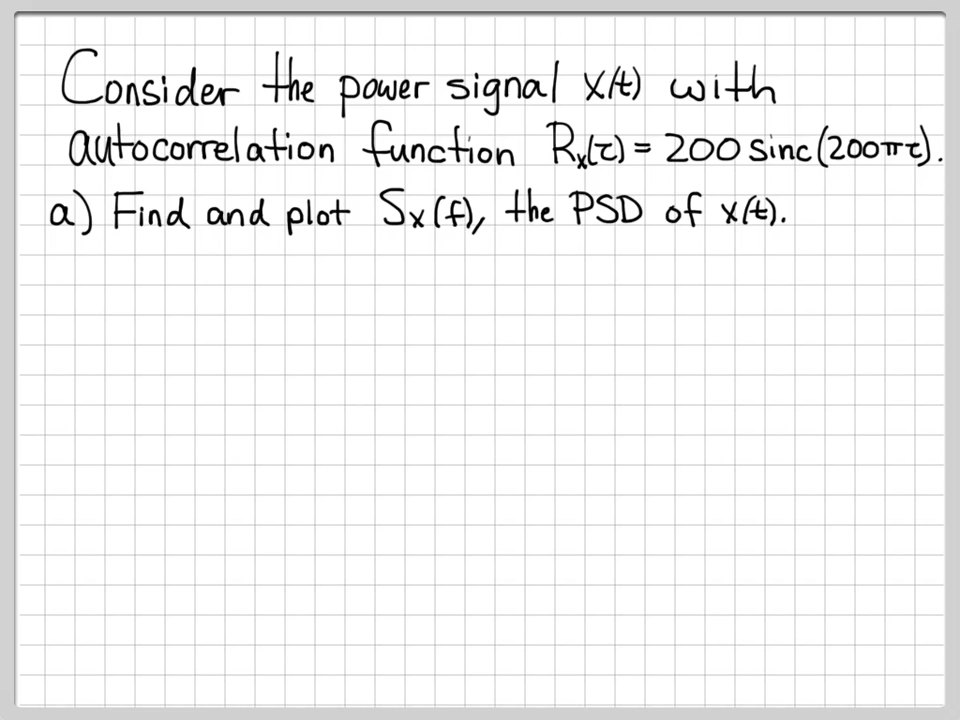 Consider the power signal x(t) with
autocorrelation function Rₓ(τ) = 200 sinc(200πτ).
a) Find and plot Sₓ(f), the PSD of x(t).